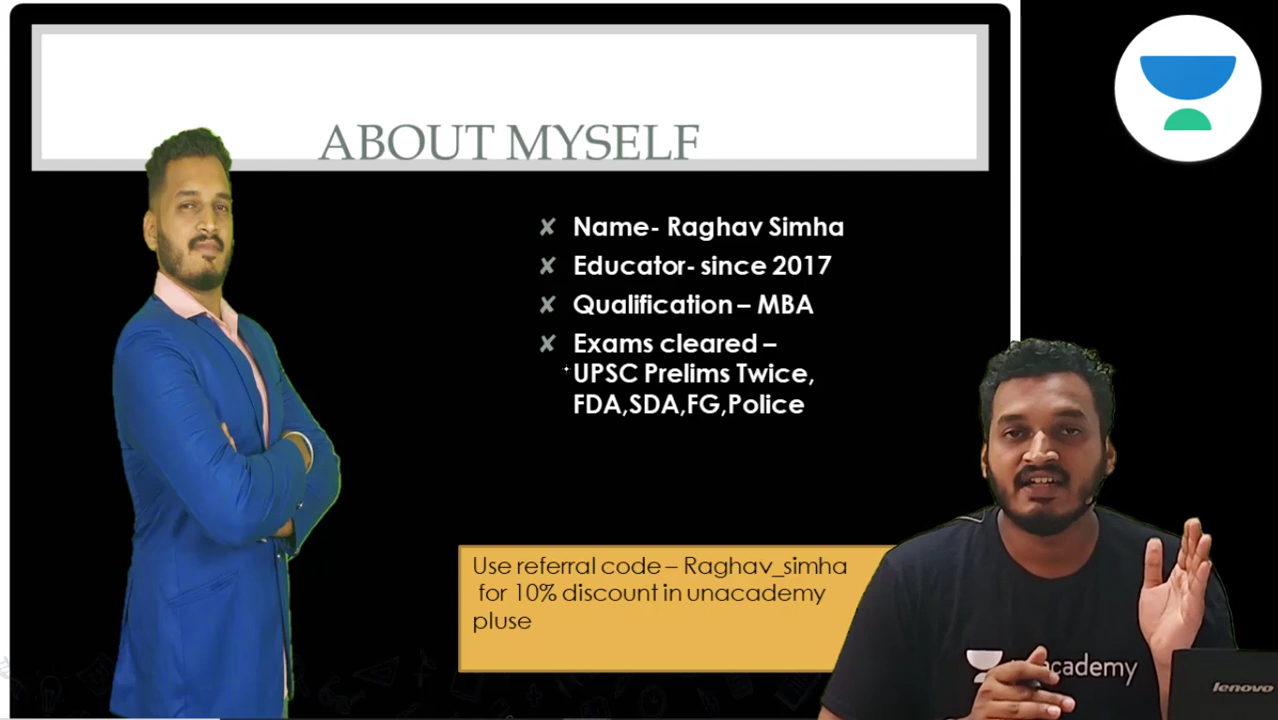 ABOUT MYSELF
Name- Raghav Simha
Educator- since 2017
Qualification – MBA
Exams cleared –
UPSC Prelims Twice,
FDA,SDA,FG,Police
Use referral code – Raghav_simha
for 10% discount in unacademy
pluse
academy
lenovo